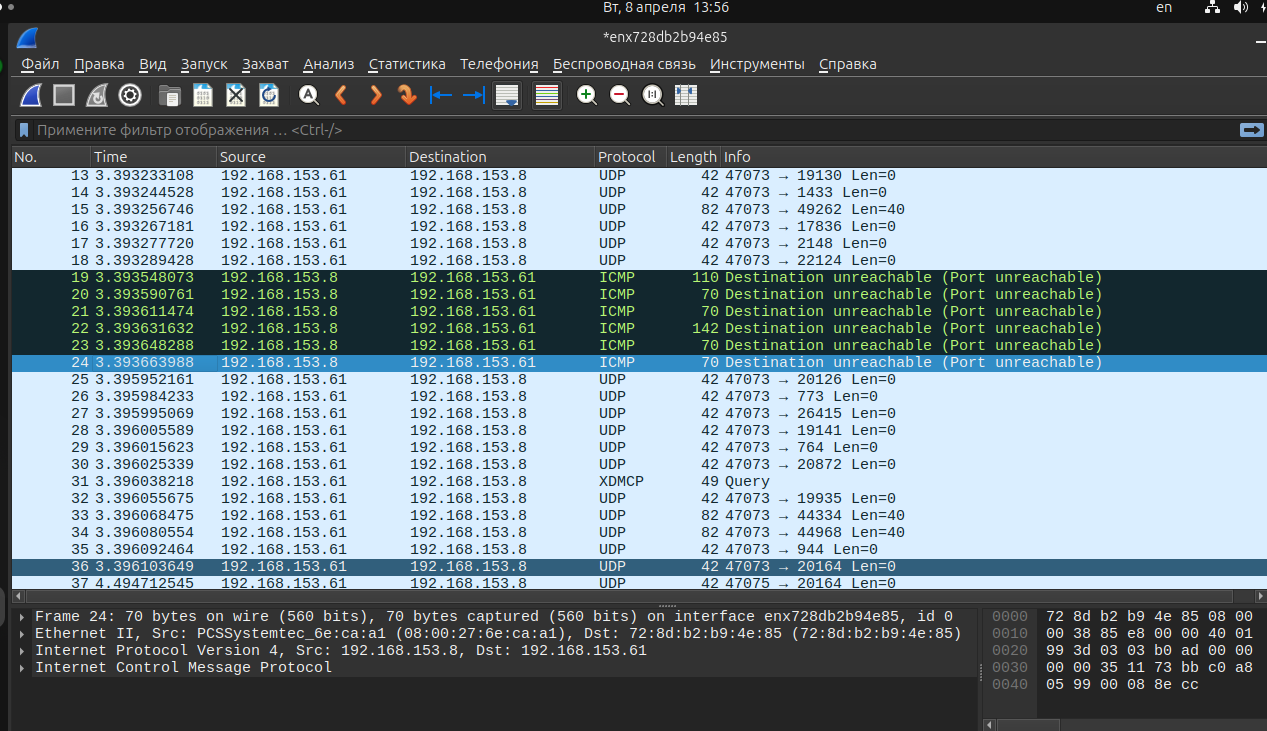 Вт, 8 апреля 13:56
en
*enx728db2b94e85
Файл Правка Вид Запуск Захват Анализ Статистика Телефония Беспроводная связь Инструменты Справка
Примените фильтр отображения … <Ctrl-/>
No. Time Source Destination Protocol Length Info
13 3.393233108 192.168.153.61 192.168.153.8 UDP 42 47073 → 19130 Len=0
14 3.393244528 192.168.153.61 192.168.153.8 UDP 42 47073 → 1433 Len=0
15 3.393256746 192.168.153.61 192.168.153.8 UDP 82 47073 → 49262 Len=40
16 3.393267181 192.168.153.61 192.168.153.8 UDP 42 47073 → 17836 Len=0
17 3.393277720 192.168.153.61 192.168.153.8 UDP 42 47073 → 2148 Len=0
18 3.393289428 192.168.153.61 192.168.153.8 UDP 42 47073 → 22124 Len=0
19 3.393548073 192.168.153.8 192.168.153.61 ICMP 110 Destination unreachable (Port unreachable)
20 3.393590761 192.168.153.8 192.168.153.61 ICMP 70 Destination unreachable (Port unreachable)
21 3.393611474 192.168.153.8 192.168.153.61 ICMP 70 Destination unreachable (Port unreachable)
22 3.393631632 192.168.153.8 192.168.153.61 ICMP 142 Destination unreachable (Port unreachable)
23 3.393648288 192.168.153.8 192.168.153.61 ICMP 70 Destination unreachable (Port unreachable)
24 3.393663988 192.168.153.8 192.168.153.61 ICMP 70 Destination unreachable (Port unreachable)
25 3.395952161 192.168.153.61 192.168.153.8 UDP 42 47073 → 20126 Len=0
26 3.395984233 192.168.153.61 192.168.153.8 UDP 42 47073 → 773 Len=0
27 3.395995069 192.168.153.61 192.168.153.8 UDP 42 47073 → 26415 Len=0
28 3.396005589 192.168.153.61 192.168.153.8 UDP 42 47073 → 19141 Len=0
29 3.396015623 192.168.153.61 192.168.153.8 UDP 42 47073 → 764 Len=0
30 3.396025339 192.168.153.61 192.168.153.8 UDP 42 47073 → 20872 Len=0
31 3.396038218 192.168.153.61 192.168.153.8 XDMCP 49 Query
32 3.396055675 192.168.153.61 192.168.153.8 UDP 42 47073 → 19935 Len=0
33 3.396068475 192.168.153.61 192.168.153.8 UDP 82 47073 → 44334 Len=40
34 3.396080554 192.168.153.61 192.168.153.8 UDP 82 47073 → 44968 Len=40
35 3.396092464 192.168.153.61 192.168.153.8 UDP 42 47073 → 944 Len=0
36 3.396103649 192.168.153.61 192.168.153.8 UDP 42 47073 → 20164 Len=0
37 4.494712545 192.168.153.61 192.168.153.8 UDP 42 47075 → 20164 Len=0
Frame 24: 70 bytes on wire (560 bits), 70 bytes captured (560 bits) on interface enx728db2b94e85, id 0
Ethernet II, Src: PCSSystemtec_6e:ca:a1 (08:00:27:6e:ca:a1), Dst: 72:8d:b2:b9:4e:85 (72:8d:b2:b9:4e:85)
Internet Protocol Version 4, Src: 192.168.153.8, Dst: 192.168.153.61
Internet Control Message Protocol
0000 72 8d b2 b9 4e 85 08 00
0010 00 38 85 e8 00 00 40 01
0020 99 3d 03 03 b0 ad 00 00
0030 00 00 35 11 73 bb c0 a8
0040 05 99 00 08 8e cc